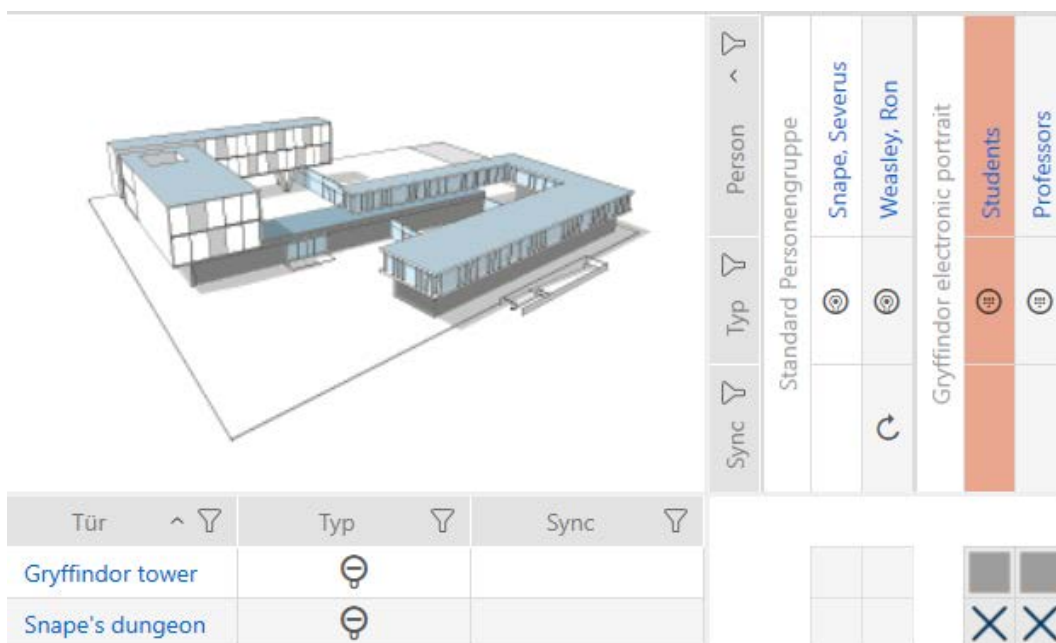 Person
Typ
Sync
Standard Personengruppe
Snape, Severus
Weasley, Ron
Gryffindor electronic portrait
Students
Professors
Tür Typ Sync
Gryffindor tower
Snape's dungeon